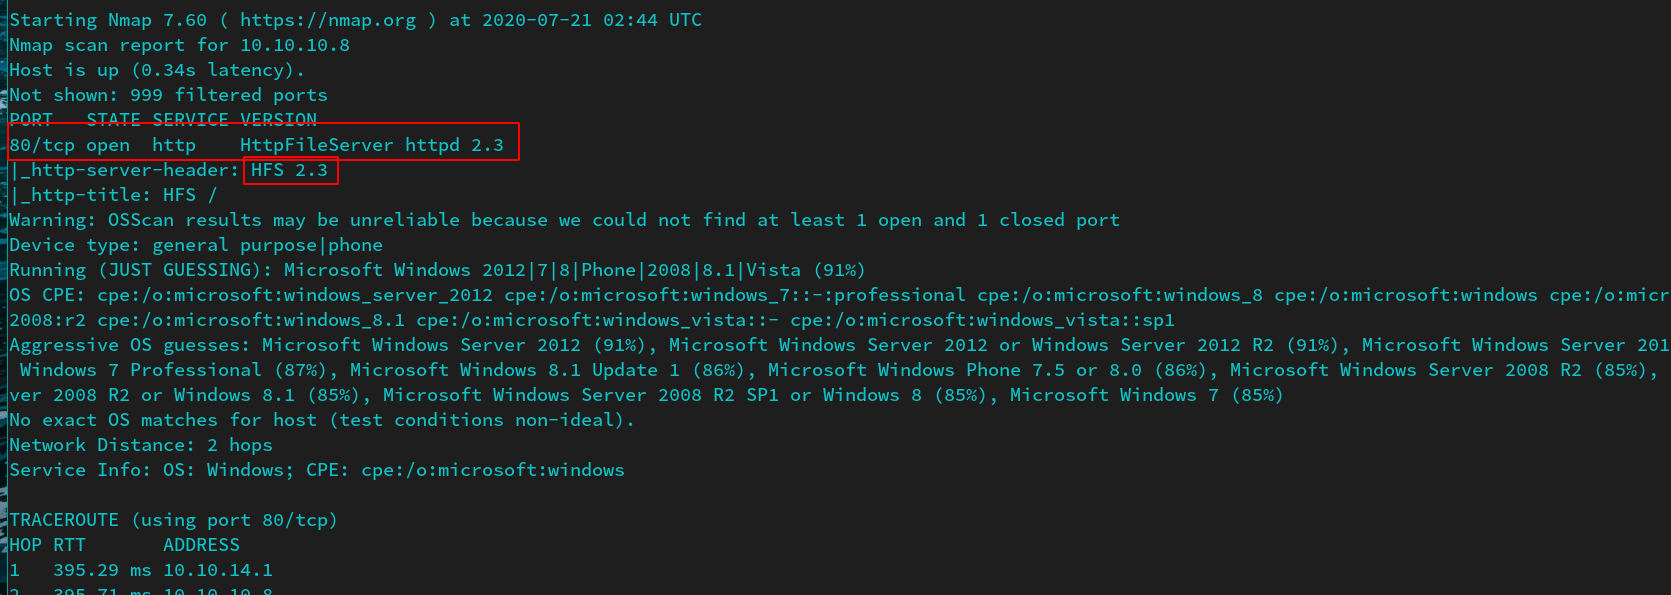 Starting Nmap 7.60 ( https://nmap.org ) at 2020-07-21 02:44 UTC
Nmap scan report for 10.10.10.8
Host is up (0.34s latency).
Not shown: 999 filtered ports
PORT   STATE SERVICE VERSION
80/tcp open  http    HttpFileServer httpd 2.3
|_http-server-header: HFS 2.3
|_http-title: HFS /
Warning: OSScan results may be unreliable because we could not find at least 1 open and 1 closed port
Device type: general purpose|phone
Running (JUST GUESSING): Microsoft Windows 2012|7|8|Phone|2008|8.1|Vista (91%)
OS CPE: cpe:/o:microsoft:windows_server_2012 cpe:/o:microsoft:windows_7::-:professional cpe:/o:microsoft:windows_8 cpe:/o:microsoft:windows cpe:/o:micr
2008:r2 cpe:/o:microsoft:windows_8.1 cpe:/o:microsoft:windows_vista::- cpe:/o:microsoft:windows_vista::sp1
Aggressive OS guesses: Microsoft Windows Server 2012 (91%), Microsoft Windows Server 2012 or Windows Server 2012 R2 (91%), Microsoft Windows Server 201
Windows 7 Professional (87%), Microsoft Windows 8.1 Update 1 (86%), Microsoft Windows Phone 7.5 or 8.0 (86%), Microsoft Windows Server 2008 R2 (85%),
ver 2008 R2 or Windows 8.1 (85%), Microsoft Windows Server 2008 R2 SP1 or Windows 8 (85%), Microsoft Windows 7 (85%)
No exact OS matches for host (test conditions non-ideal).
Network Distance: 2 hops
Service Info: OS: Windows; CPE: cpe:/o:microsoft:windows
TRACEROUTE (using port 80/tcp)
HOP RTT       ADDRESS
1   395.29 ms 10.10.14.1
2   395.71 ms 10.10.10.8